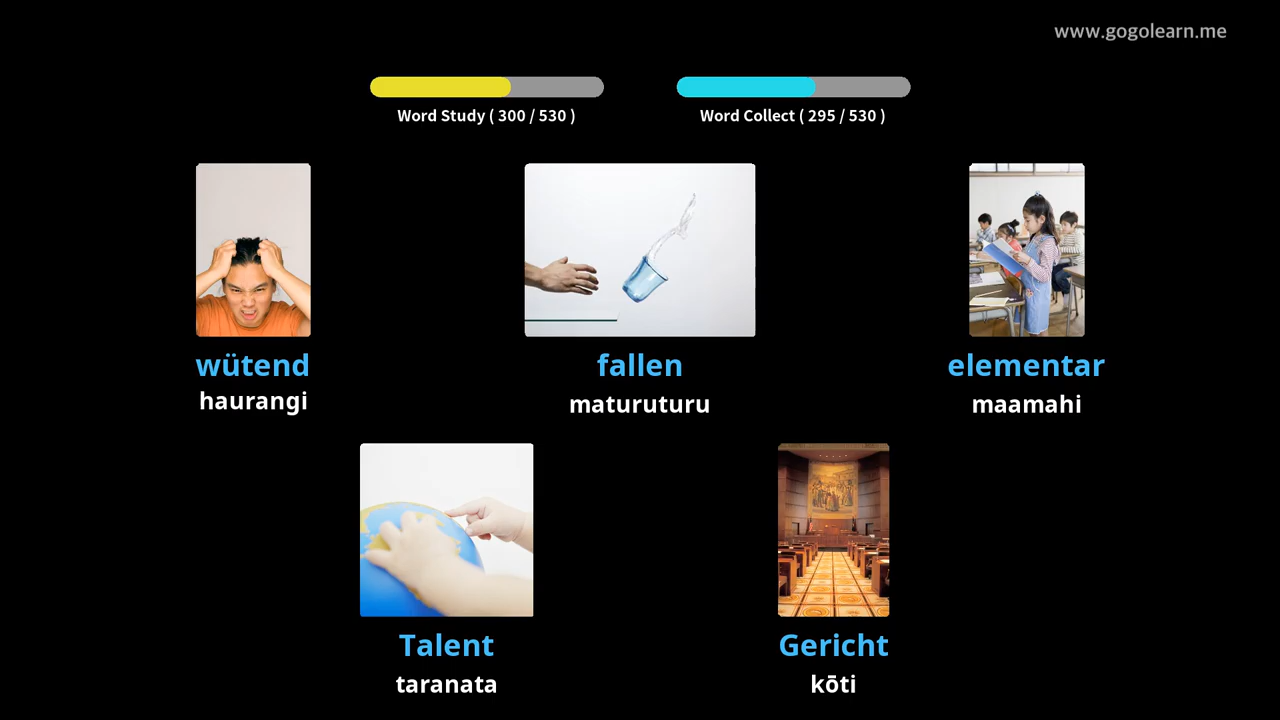 www.gogolearn.me
Word Study ( 300 / 530 )
Word Collect ( 295 / 530 )
wütend
haurangi
fallen
maturuturu
elementar
maamahi
Talent
taranata
Gericht
kōti